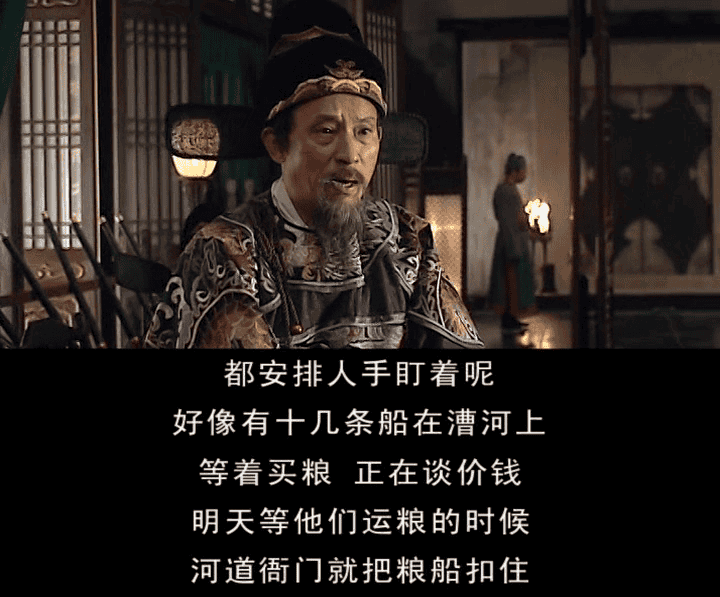 都安排人手盯着呢
好像有十几条船在漕河上
等着买粮 正在谈价钱
明天等他们运粮的时候
河道衙门就把粮船扣住